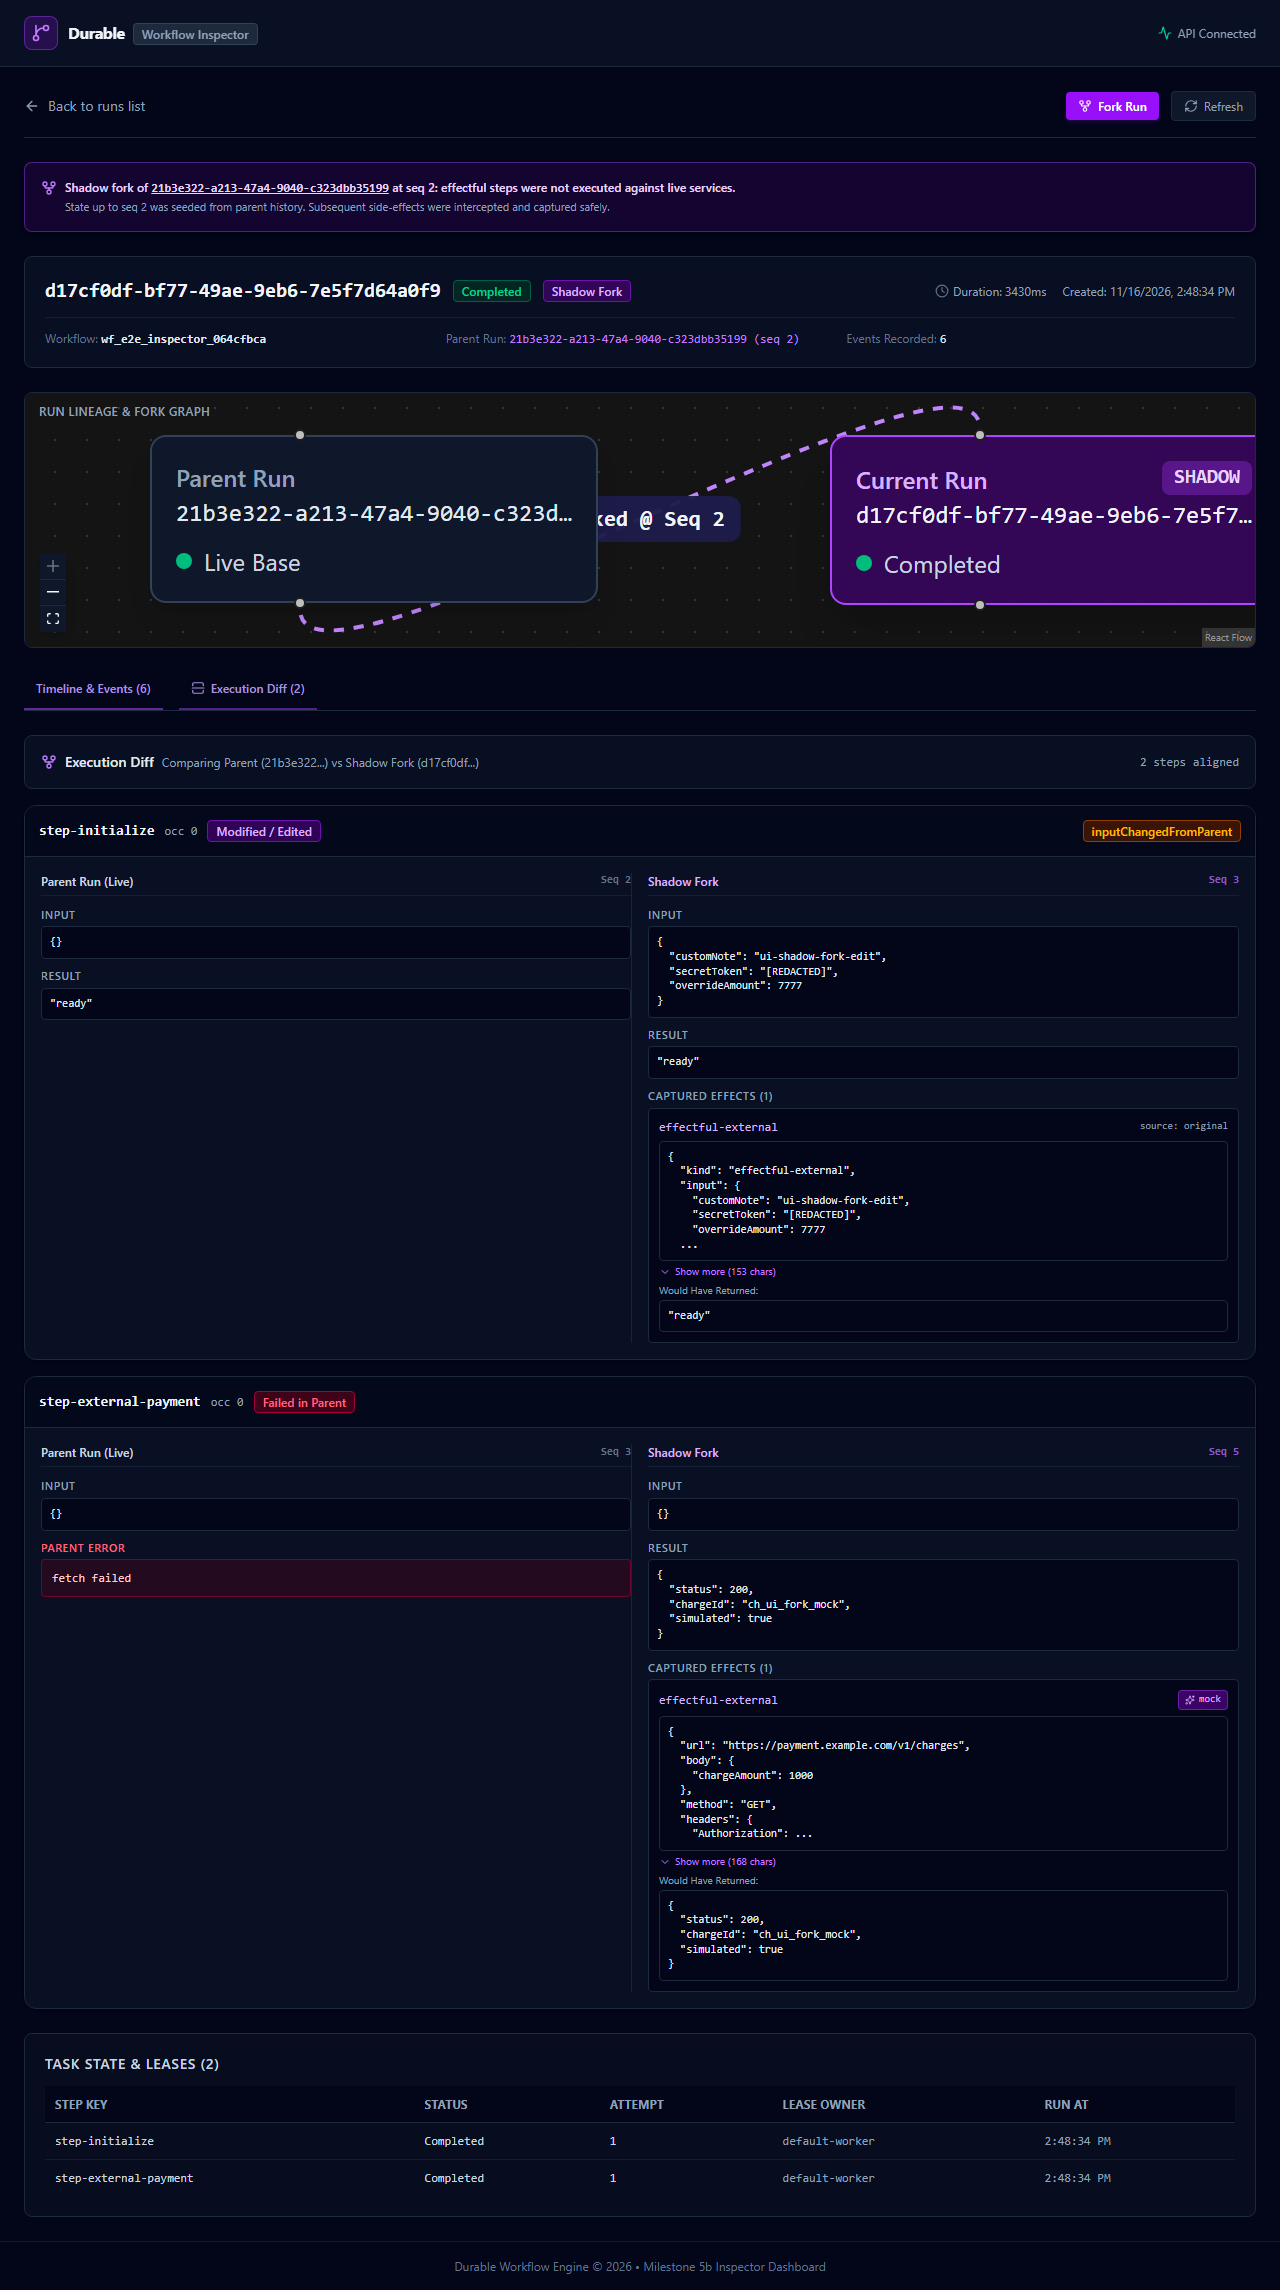 Durable Workflow Inspector
API Connected
Back to runs list
Fork Run
Refresh
Shadow fork of 21b3e322-a213-47a4-9040-c323dbb35199 at seq 2: effectful steps were not executed against live services.
State up to seq 2 was seeded from parent history. Subsequent side-effects were intercepted and captured safely.
d17cf0df-bf77-49ae-9eb6-7e5f7d64a0f9 Completed Shadow Fork
Duration: 3430ms Created: 11/16/2026, 2:48:34 PM
Workflow: wf_e2e_inspector_064cfbca
Parent Run: 21b3e322-a213-47a4-9040-c323dbb35199 (seq 2)
Events Recorded: 6
RUN LINEAGE & FORK GRAPH
Parent Run
21b3e322-a213-47a4-9040-c323d...
Live Base
ked @ Seq 2
Current Run
SHADOW
d17cf0df-bf77-49ae-9eb6-7e5f7...
Completed
React Flow
Timeline & Events (6)
Execution Diff (2)
Execution Diff Comparing Parent (21b3e322...) vs Shadow Fork (d17cf0df...)
2 steps aligned
step-initialize occ 0 Modified / Edited
inputChangedFromParent
Parent Run (Live)
Seq 2
INPUT
{}
RESULT
"ready"
Shadow Fork
Seq 3
INPUT
{
"customNote": "ui-shadow-fork-edit",
"secretToken": "[REDACTED]",
"overrideAmount": 7777
}
RESULT
"ready"
CAPTURED EFFECTS (1)
effectful-external
source: original
{
"kind": "effectful-external",
"input": {
"customNote": "ui-shadow-fork-edit",
"secretToken": "[REDACTED]",
"overrideAmount": 7777
...
Show more (153 chars)
Would Have Returned:
"ready"
step-external-payment occ 0 Failed in Parent
Parent Run (Live)
Seq 3
INPUT
{}
PARENT ERROR
fetch failed
Shadow Fork
Seq 5
INPUT
{}
RESULT
{
"status": 200,
"chargeId": "ch_ui_fork_mock",
"simulated": true
}
CAPTURED EFFECTS (1)
effectful-external
mock
{
"url": "https://payment.example.com/v1/charges",
"body": {
"chargeAmount": 1000
},
"method": "GET",
"headers": {
"Authorization": ...
Show more (168 chars)
Would Have Returned:
{
"status": 200,
"chargeId": "ch_ui_fork_mock",
"simulated": true
}
TASK STATE & LEASES (2)
STEP KEY STATUS ATTEMPT LEASE OWNER RUN AT
step-initialize Completed 1 default-worker 2:48:34 PM
step-external-payment Completed 1 default-worker 2:48:34 PM
Durable Workflow Engine © 2026 • Milestone 5b Inspector Dashboard